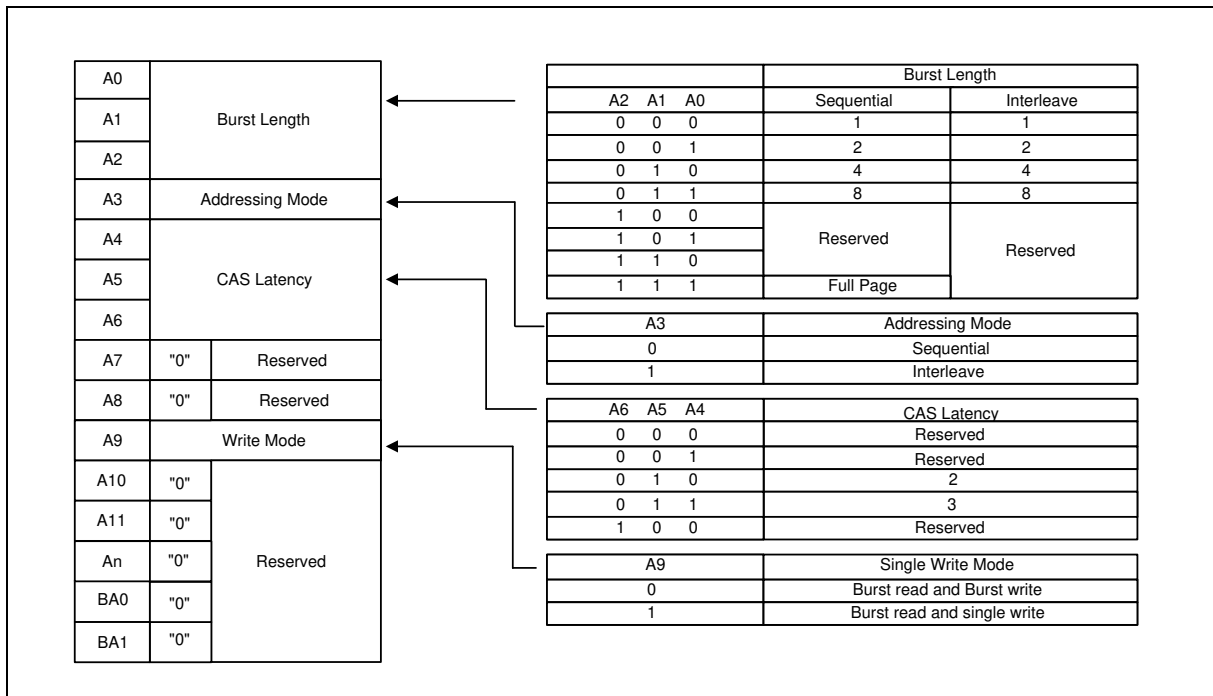 A0
A1 Burst Length
A2
A3 Addressing Mode
A4
A5 CAS Latency
A6
A7 "0" Reserved
A8 "0" Reserved
A9 Write Mode
A10 "0"
A11 "0"
An "0" Reserved
BA0 "0"
BA1 "0"
Burst Length
A2 A1 A0 Sequential Interleave
0 0 0 1 1
0 0 1 2 2
0 1 0 4 4
0 1 1 8 8
1 0 0
1 0 1 Reserved Reserved
1 1 0
1 1 1 Full Page
A3 Addressing Mode
0 Sequential
1 Interleave
A6 A5 A4 CAS Latency
0 0 0 Reserved
0 0 1 Reserved
0 1 0 2
0 1 1 3
1 0 0 Reserved
A9 Single Write Mode
0 Burst read and Burst write
1 Burst read and single write